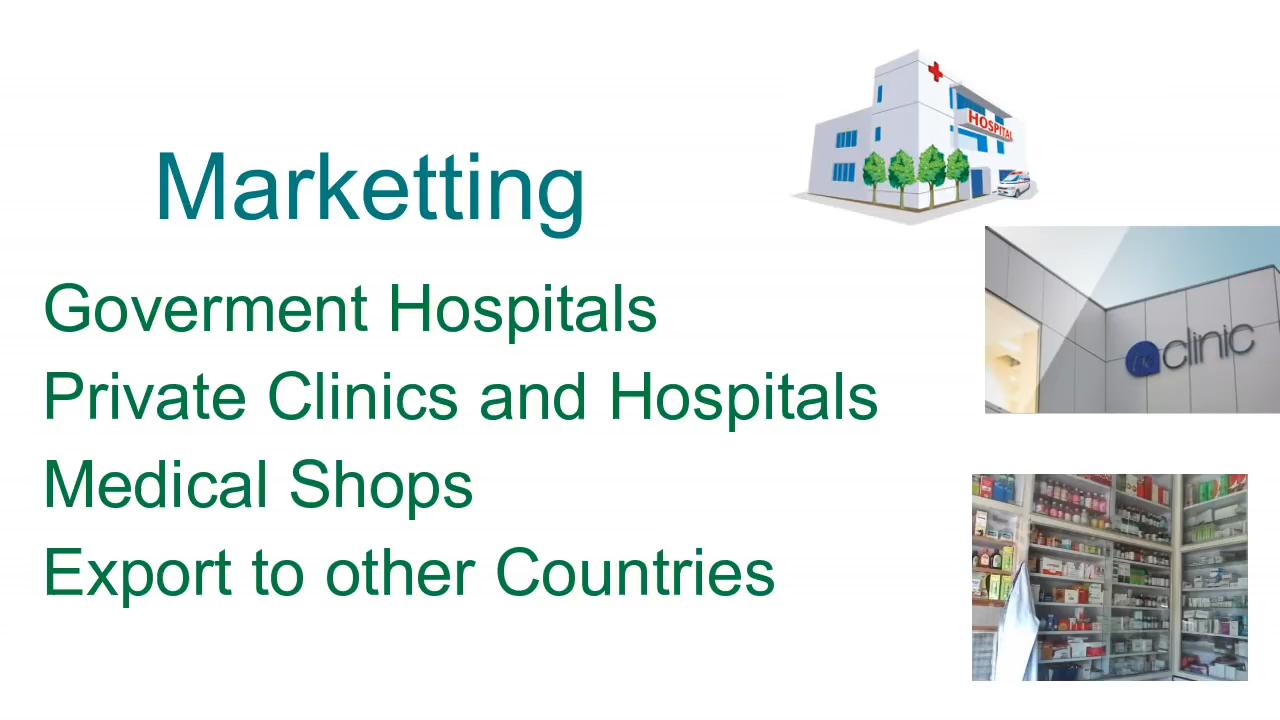 Marketting
Goverment Hospitals
Private Clinics and Hospitals
Medical Shops
Export to other Countries
HOSPITAL
clinic